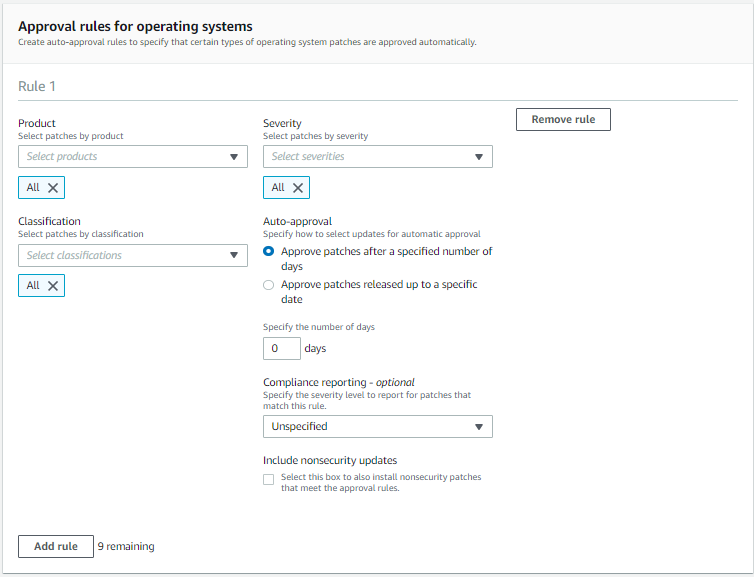 Approval rules for operating systems
Create auto-approval rules to specify that certain types of operating system patches are approved automatically.
Rule 1
Remove rule
Product
Select patches by product
Select products
All
Severity
Select patches by severity
Select severities
All
Classification
Select patches by classification
Select classifications
All
Auto-approval
Specify how to select updates for automatic approval
Approve patches after a specified number of
days
Approve patches released up to a specific
date
Specify the number of days
0 days
Compliance reporting - optional
Specify the severity level to report for patches that
match this rule.
Unspecified
Include nonsecurity updates
Select this box to also install nonsecurity patches
that meet the approval rules.
Add rule 9 remaining